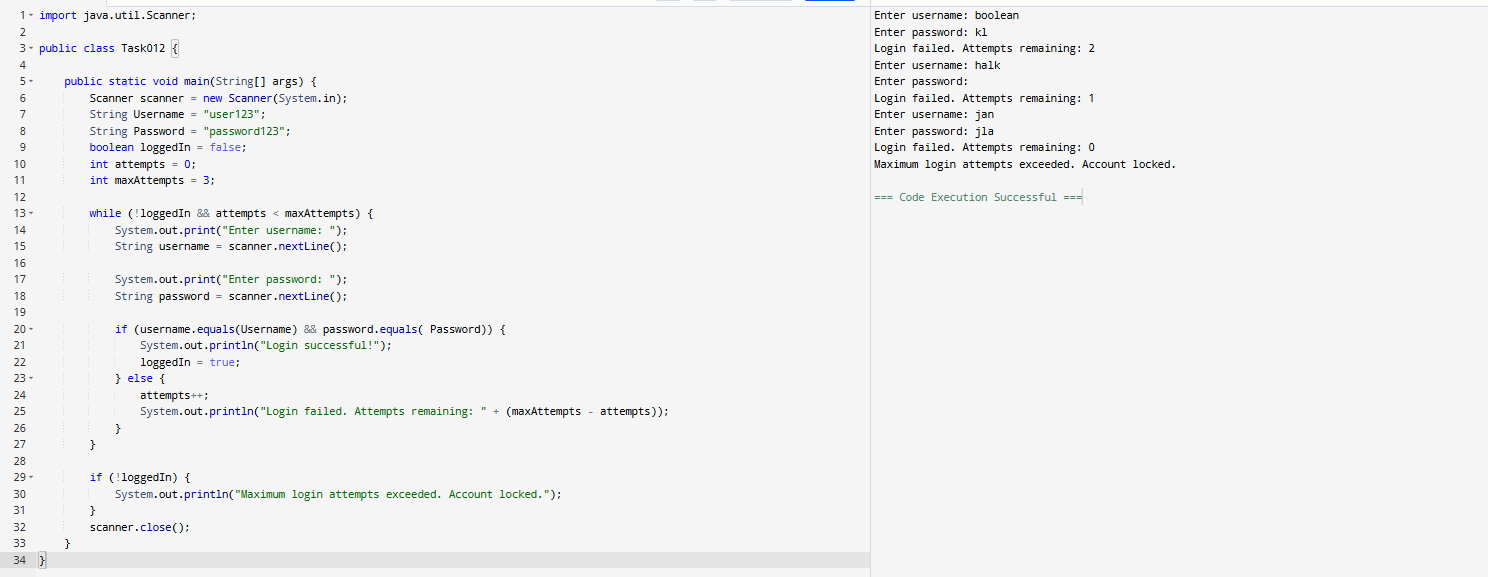 1 import java.util.Scanner;
2
3 public class Task012 {
4
5 public static void main(String[] args) {
6 Scanner scanner = new Scanner(System.in);
7 String Username = "user123";
8 String Password = "password123";
9 boolean loggedIn = false;
10 int attempts = 0;
11 int maxAttempts = 3;
12
13 while (!loggedIn && attempts < maxAttempts) {
14 System.out.print("Enter username: ");
15 String username = scanner.nextLine();
16
17 System.out.print("Enter password: ");
18 String password = scanner.nextLine();
19
20 if (username.equals(Username) && password.equals( Password)) {
21 System.out.println("Login successful!");
22 loggedIn = true;
23 } else {
24 attempts++;
25 System.out.println("Login failed. Attempts remaining: " + (maxAttempts - attempts));
26 }
27 }
28
29 if (!loggedIn) {
30 System.out.println("Maximum login attempts exceeded. Account locked.");
31 }
32 scanner.close();
33 }
34 }
Enter username: boolean
Enter password: kl
Login failed. Attempts remaining: 2
Enter username: halk
Enter password:
Login failed. Attempts remaining: 1
Enter username: jan
Enter password: jla
Login failed. Attempts remaining: 0
Maximum login attempts exceeded. Account locked.
=== Code Execution Successful ===